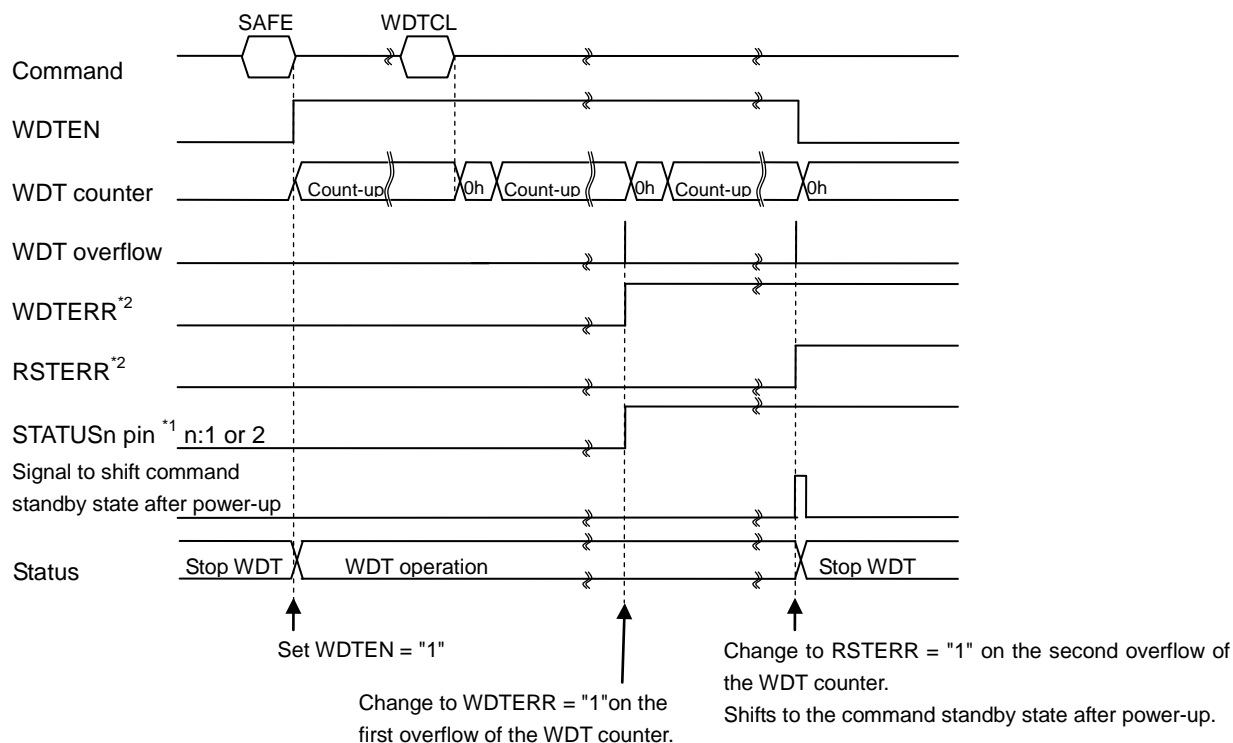 SAFE WDTCL
Command
WDTEN
WDT counter Count-up 0h Count-up 0h Count-up 0h
WDT overflow
WDTERR*2
RSTERR*2
STATUSn pin *1 n:1 or 2
Signal to shift command
standby state after power-up
Status Stop WDT WDT operation Stop WDT
Set WDTEN = "1"
Change to WDTERR = "1"on the
first overflow of the WDT counter.
Change to RSTERR = "1" on the second overflow of
the WDT counter.
Shifts to the command standby state after power-up.